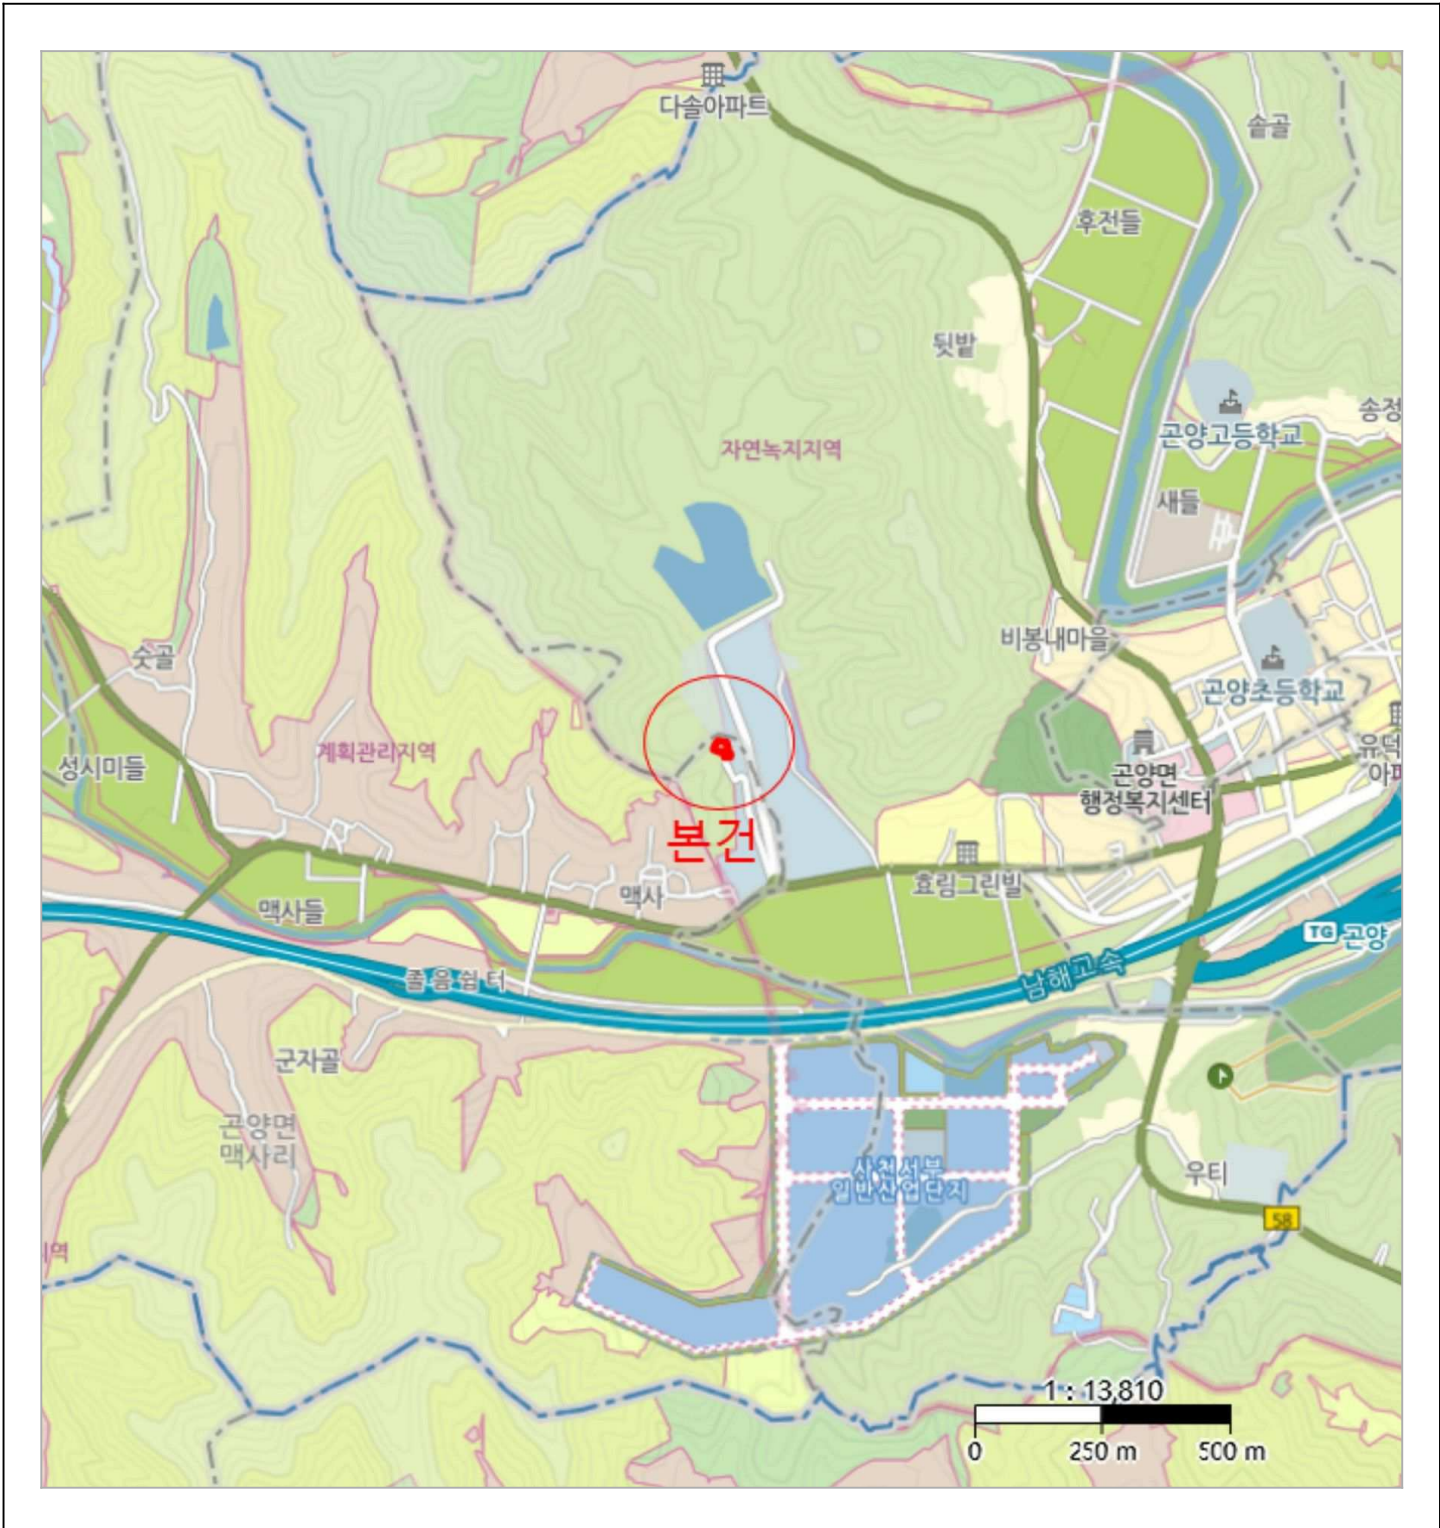 다솔아파트
솥골
후전들
뒷밭
곤양고등학교
송정
자연녹지지역
새들
비봉내마을
숫골
곤양초등학교
계획관리지역
성시미들
유덕
아파
곤양면
행정복지센터
본건
효림그린빌
맥사
맥사들
TG 곤양
남해고속
졸음쉼터
군자골
곤양면
맥사리
사천서부
일반산업단지
우티
58
지역
1 : 13,810
0 250 m 500 m